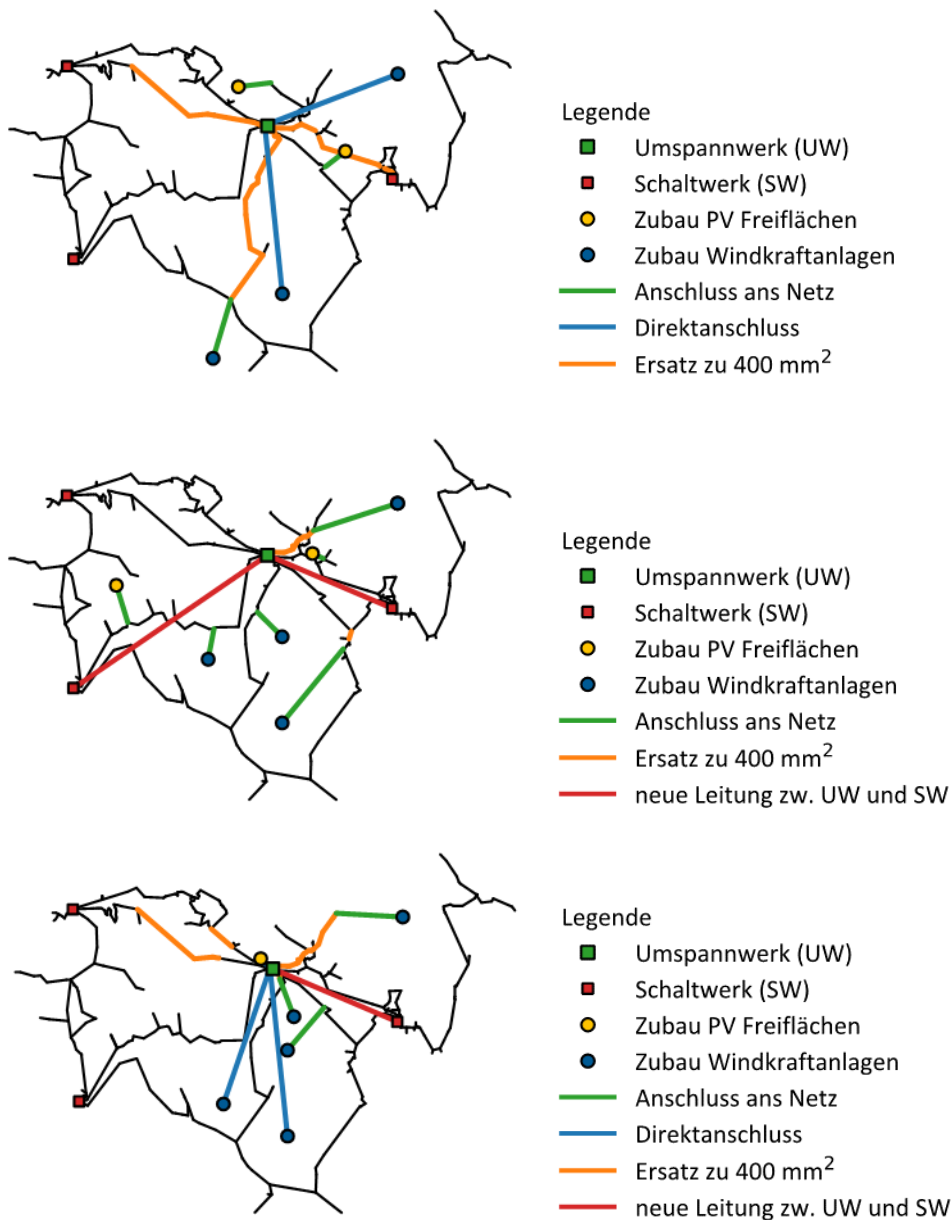 Legende
Umspannwerk (UW)
Schaltwerk (SW)
Zubau PV Freiflächen
Zubau Windkraftanlagen
Anschluss ans Netz
Direktanschluss
Ersatz zu 400 mm²
Legende
Umspannwerk (UW)
Schaltwerk (SW)
Zubau PV Freiflächen
Zubau Windkraftanlagen
Anschluss ans Netz
Ersatz zu 400 mm²
neue Leitung zw. UW und SW
Legende
Umspannwerk (UW)
Schaltwerk (SW)
Zubau PV Freiflächen
Zubau Windkraftanlagen
Anschluss ans Netz
Direktanschluss
Ersatz zu 400 mm²
neue Leitung zw. UW und SW